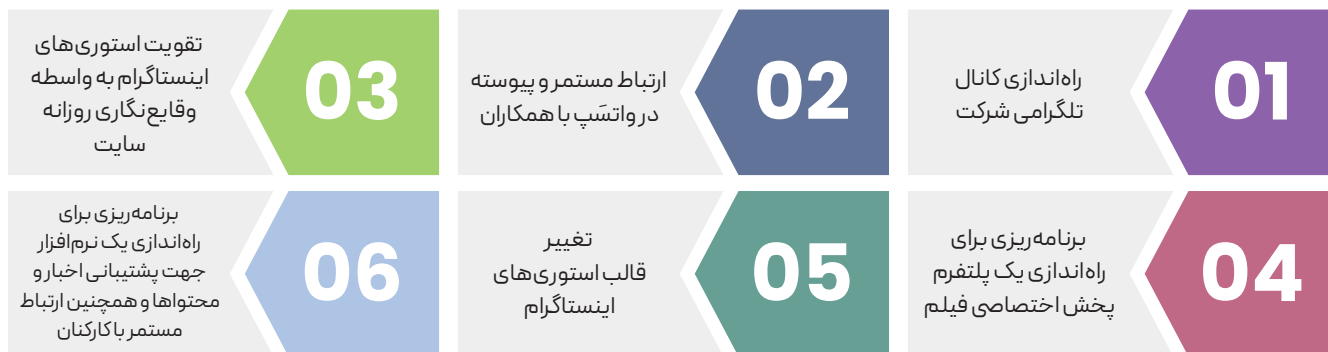 01
راه‌اندازی کانال
تلگرامی شرکت
02
ارتباط مستمر و پیوسته
در واتسَپ با همکاران
03
تقویت استوری‌های
اینستاگرام به واسطه
وقایع‌نگاری روزانه
سایت
04
برنامه‌ریزی برای
راه‌اندازی یک پلتفرم
پخش اختصاصی فیلم
05
تغییر
قالب استوری‌های
اینستاگرام
06
برنامه‌ریزی برای
راه‌اندازی یک نرم‌افزار
جهت پشتیبانی اخبار و
محتواها و همچنین ارتباط
مستمر با کارکنان